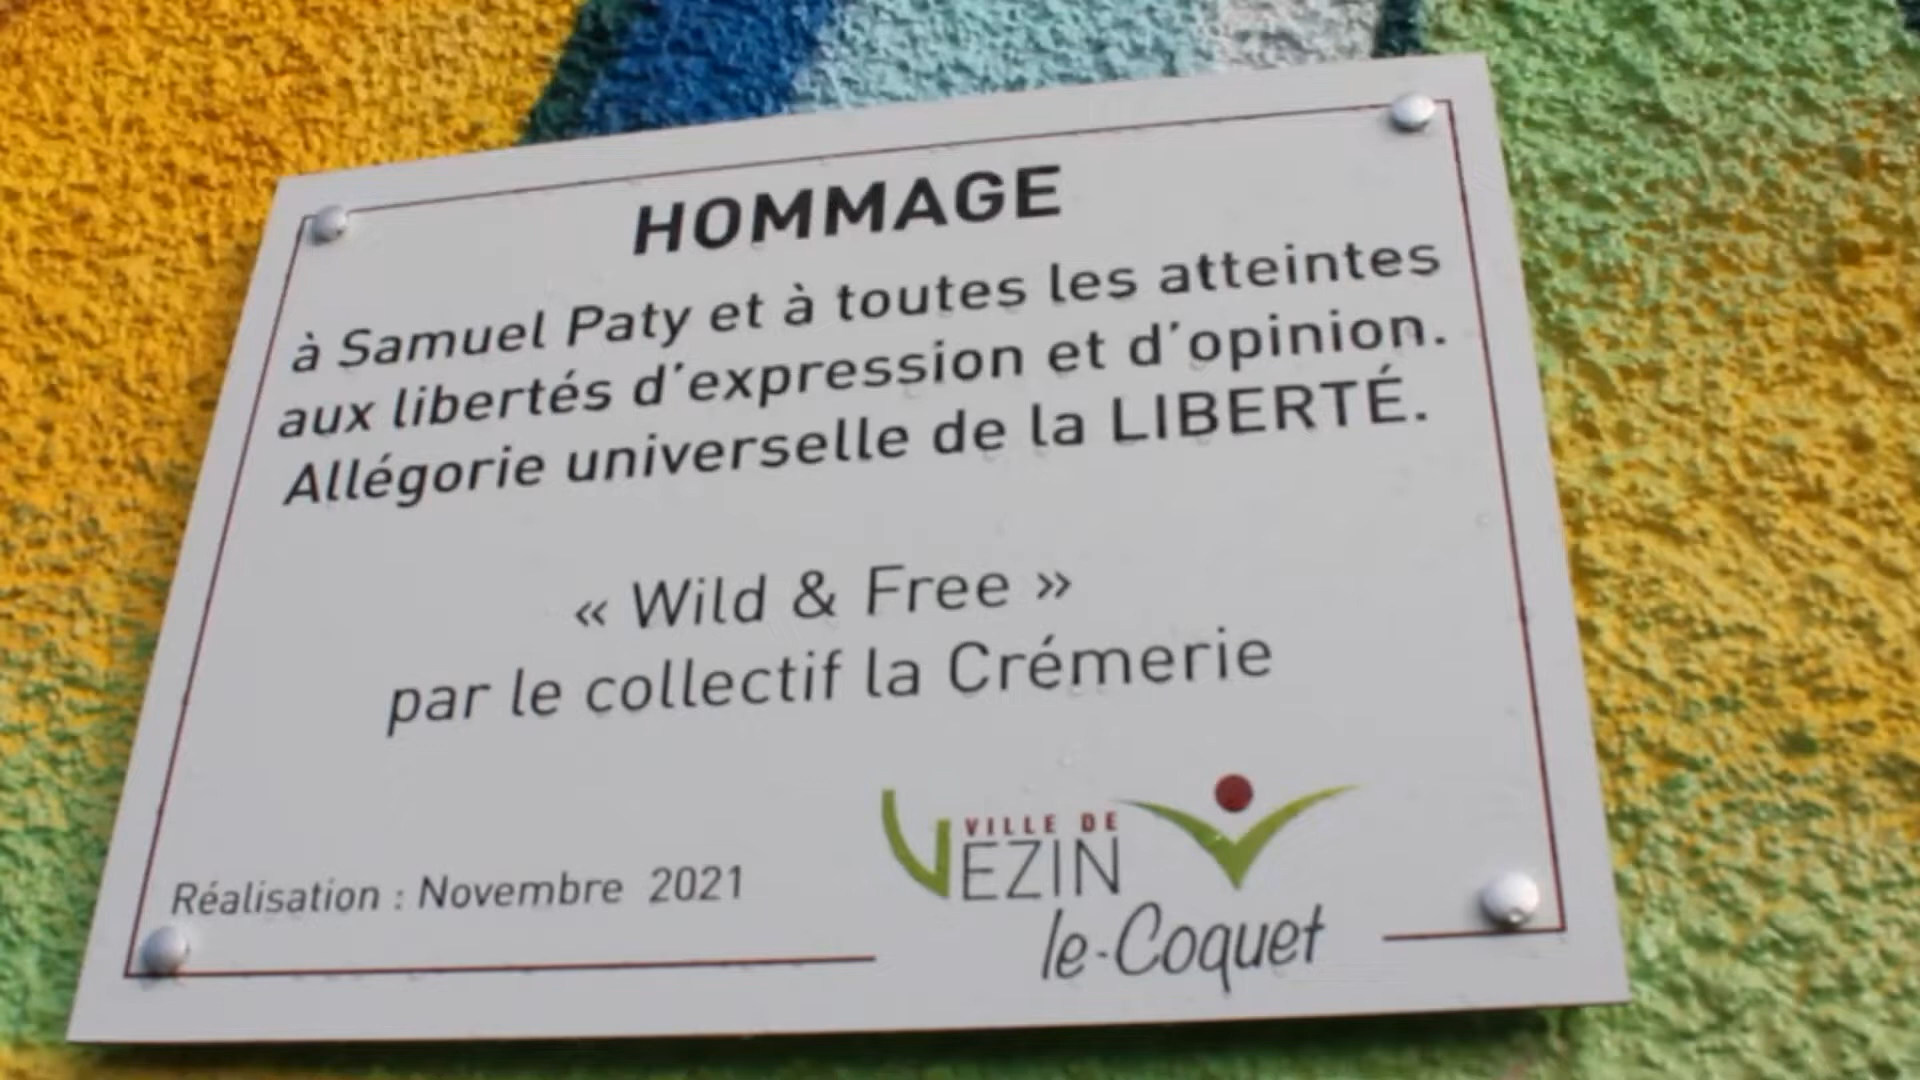 HOMMAGE
à Samuel Paty et à toutes les atteintes
aux libertés d'expression et d'opinion.
Allégorie universelle de la LIBERTÉ.
« Wild & Free »
par le collectif la Crémerie
Réalisation : Novembre 2021
VILLE DE
VEZIN
le-Coquet